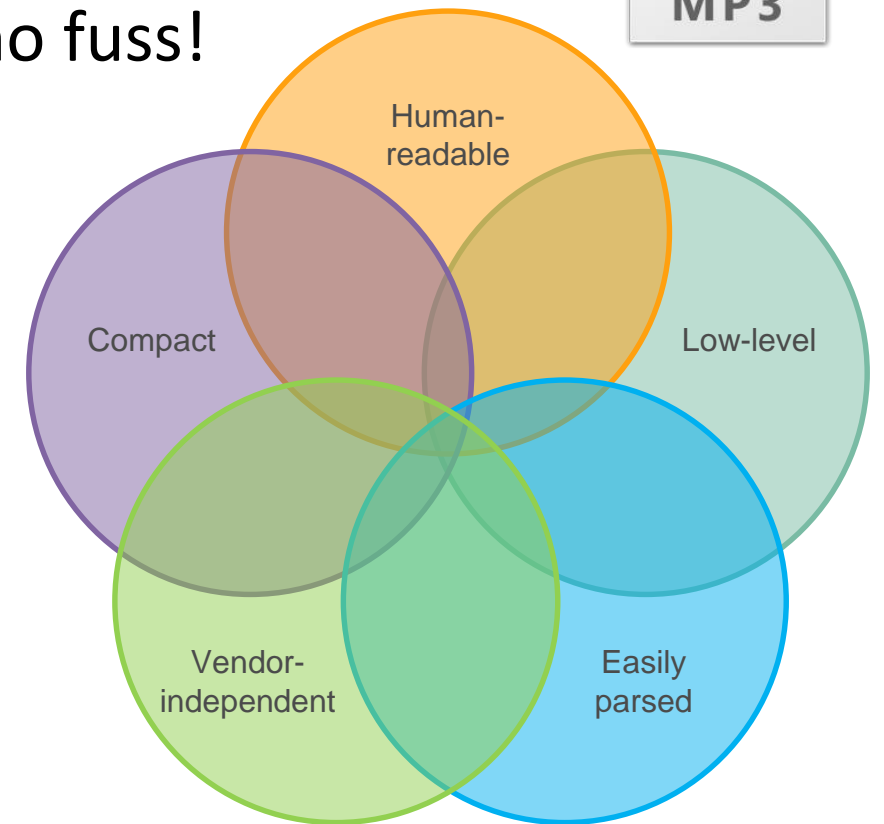 no fuss!
MP3
Human-
readable
Compact
Low-level
Vendor-
independent
Easily
parsed